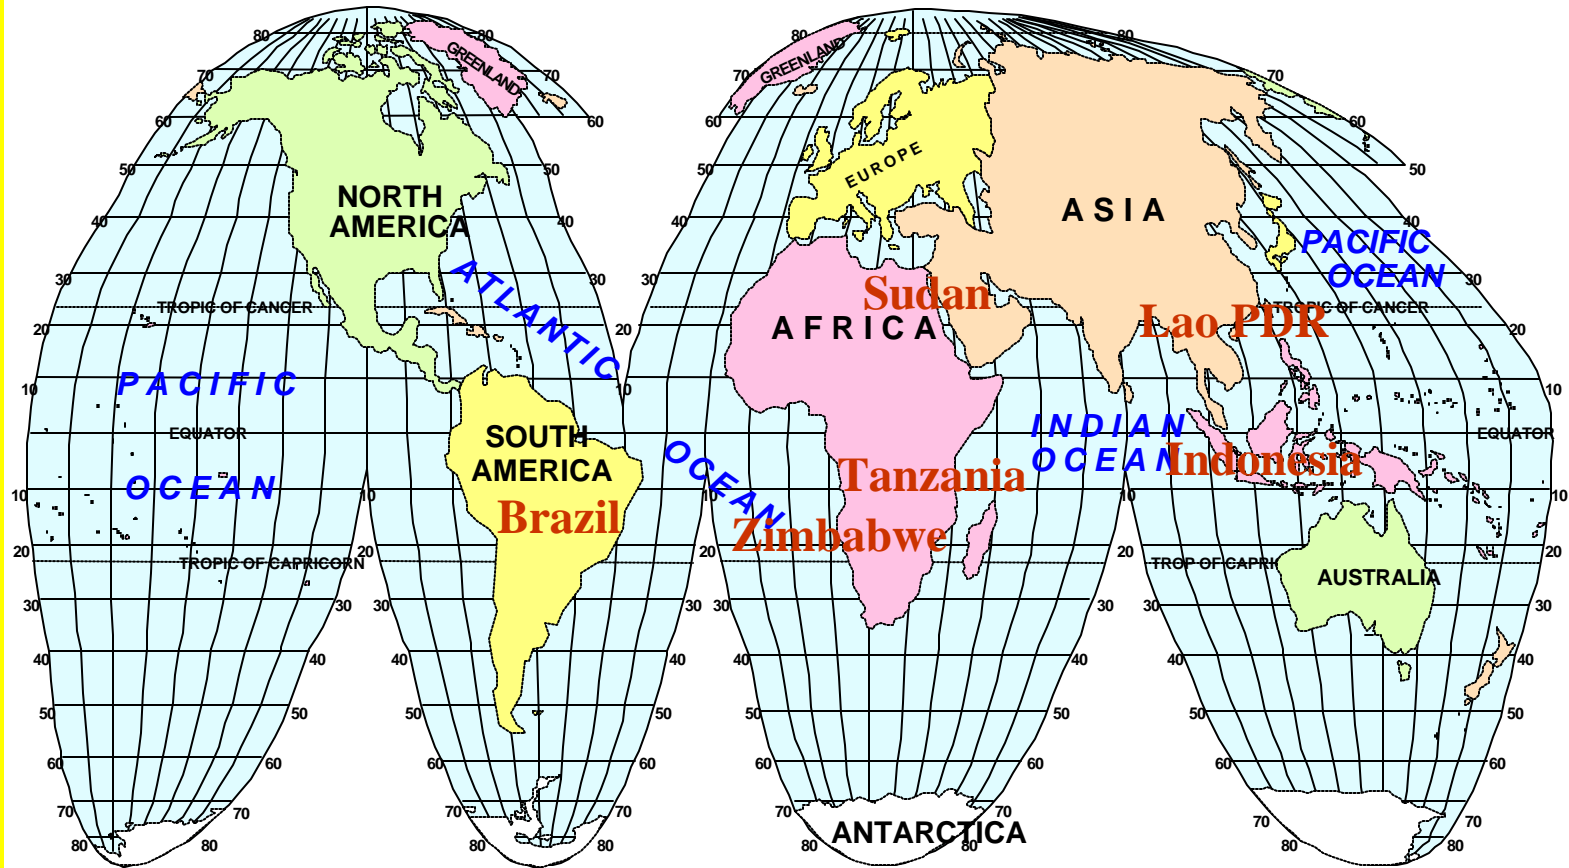 80 80 80 80
GREENLAND GREENLAND
70 70 70 70
60 60 60 60
50 50 50 50
EUROPE
NORTH
AMERICA
ASIA
40 40 40 40
PACIFIC
OCEAN
ATLANTIC
30 30 30 30
Sudan
TROPIC OF CANCER TROPIC OF CANCER
AFRICA
Lao PDR
20 20 20
PACIFIC
10 10 10
INDIAN
OCEAN
EQUATOR EQUATOR
SOUTH
AMERICA
OCEAN
Tanzania
Indonesia
OCEAN
10 10 10 10 10
Brazil
Zimbabwe
20 20 20 20 20
TROPIC OF CAPRICORN TROP OF CAPRI
AUSTRALIA
30 30 30 30 30 30 30
40 40 40 40 40 40
50 50 50 50 50 50 50
60 60 60 60 60 60 60
70 70 70 70 70 70 70 70
80 80 80 80 80 80 80 80
ANTARCTICA